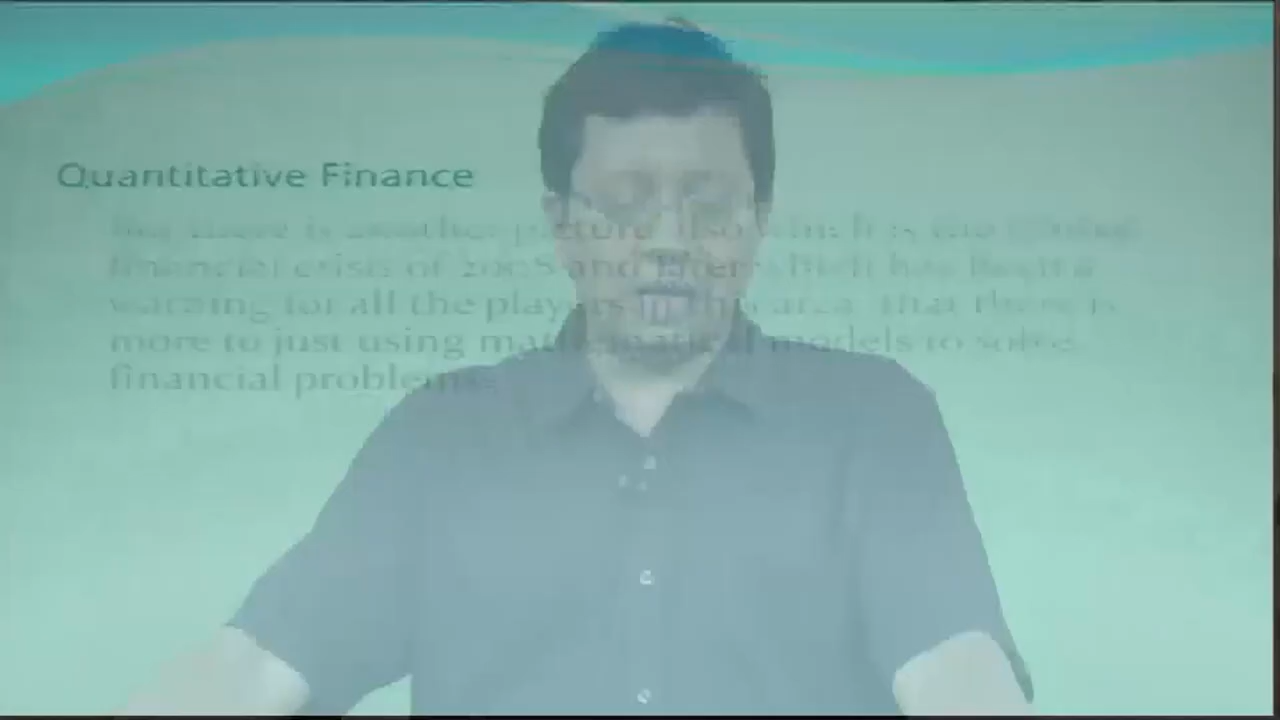 Quantitative Finance
But there is another picture also which is the global
financial crisis of 2008 and later which has been a
warning for all the players in this area, that there is
more to just using mathematical models to solve
financial problems.